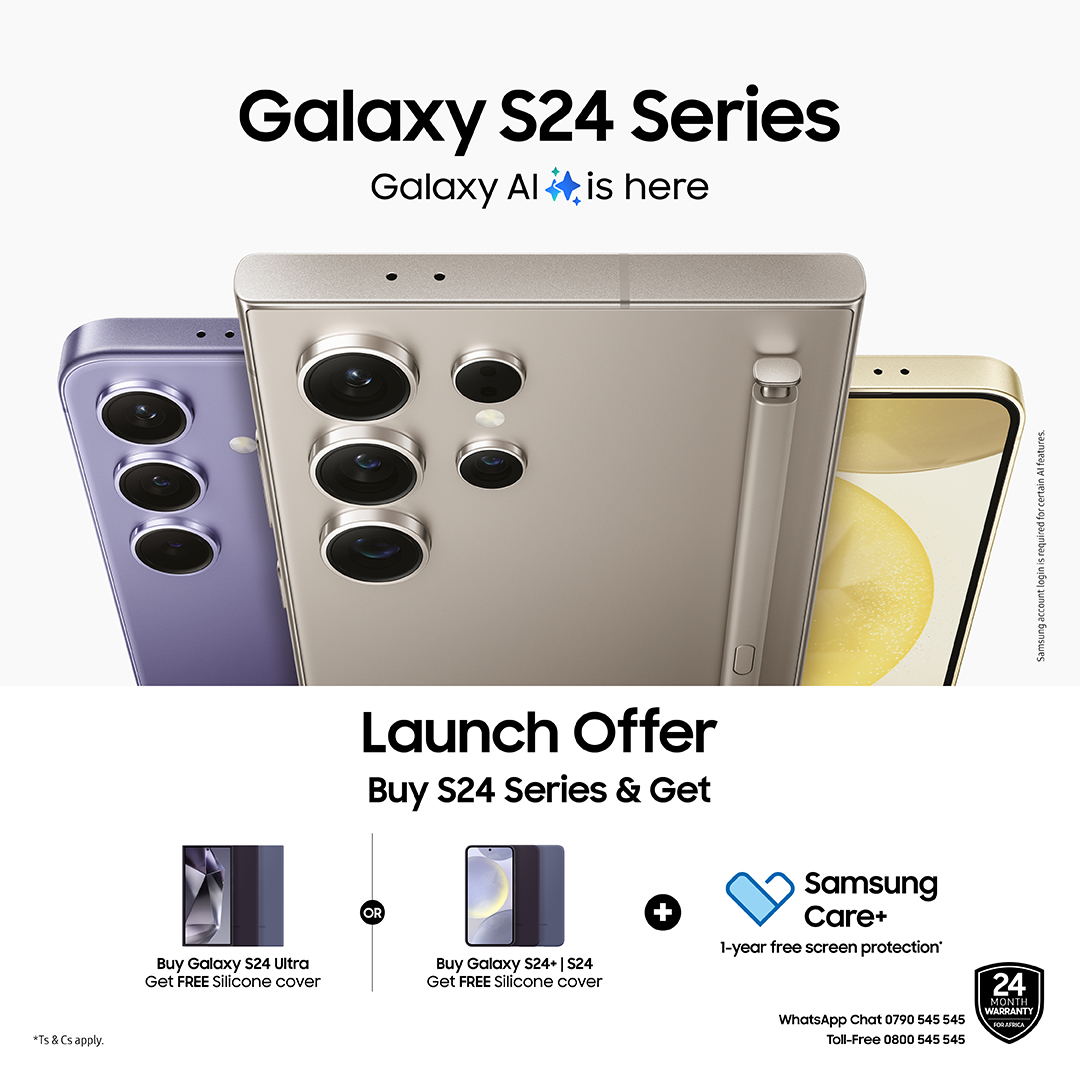 Galaxy S24 Series
Galaxy AI is here
Samsung account login is required for certain AI features.
Launch Offer
Buy S24 Series & Get
Buy Galaxy S24 Ultra
Get FREE Silicone cover
OR
Buy Galaxy S24+ | S24
Get FREE Silicone cover
+
Samsung
Care+
1-year free screen protection*
24
MONTH
WARRANTY
FOR AFRICA
WhatsApp Chat 0790 545 545
Toll-Free 0800 545 545
*Ts & Cs apply.